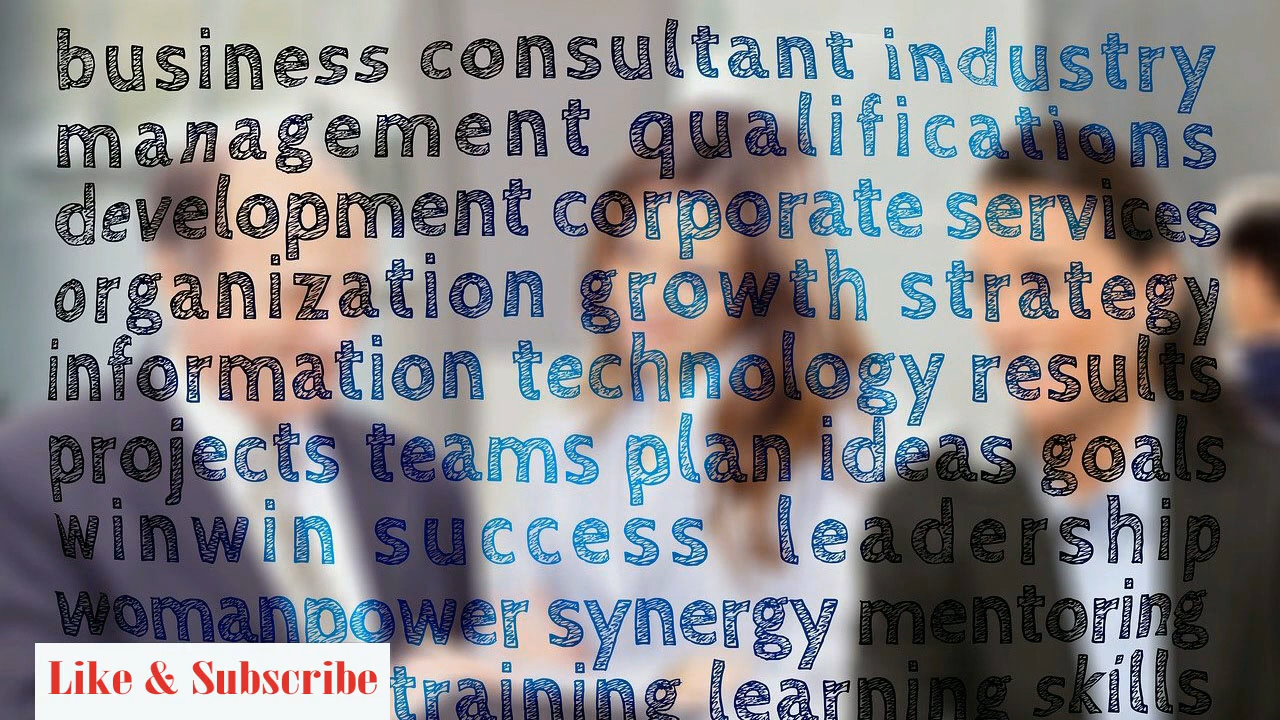 business consultant industry
management qualifications
development corporate services
organization growth strategy
information technology results
projects teams plan ideas goals
winwin success leadership
womanpower synergy mentoring
Like & Subscribe training learning skills